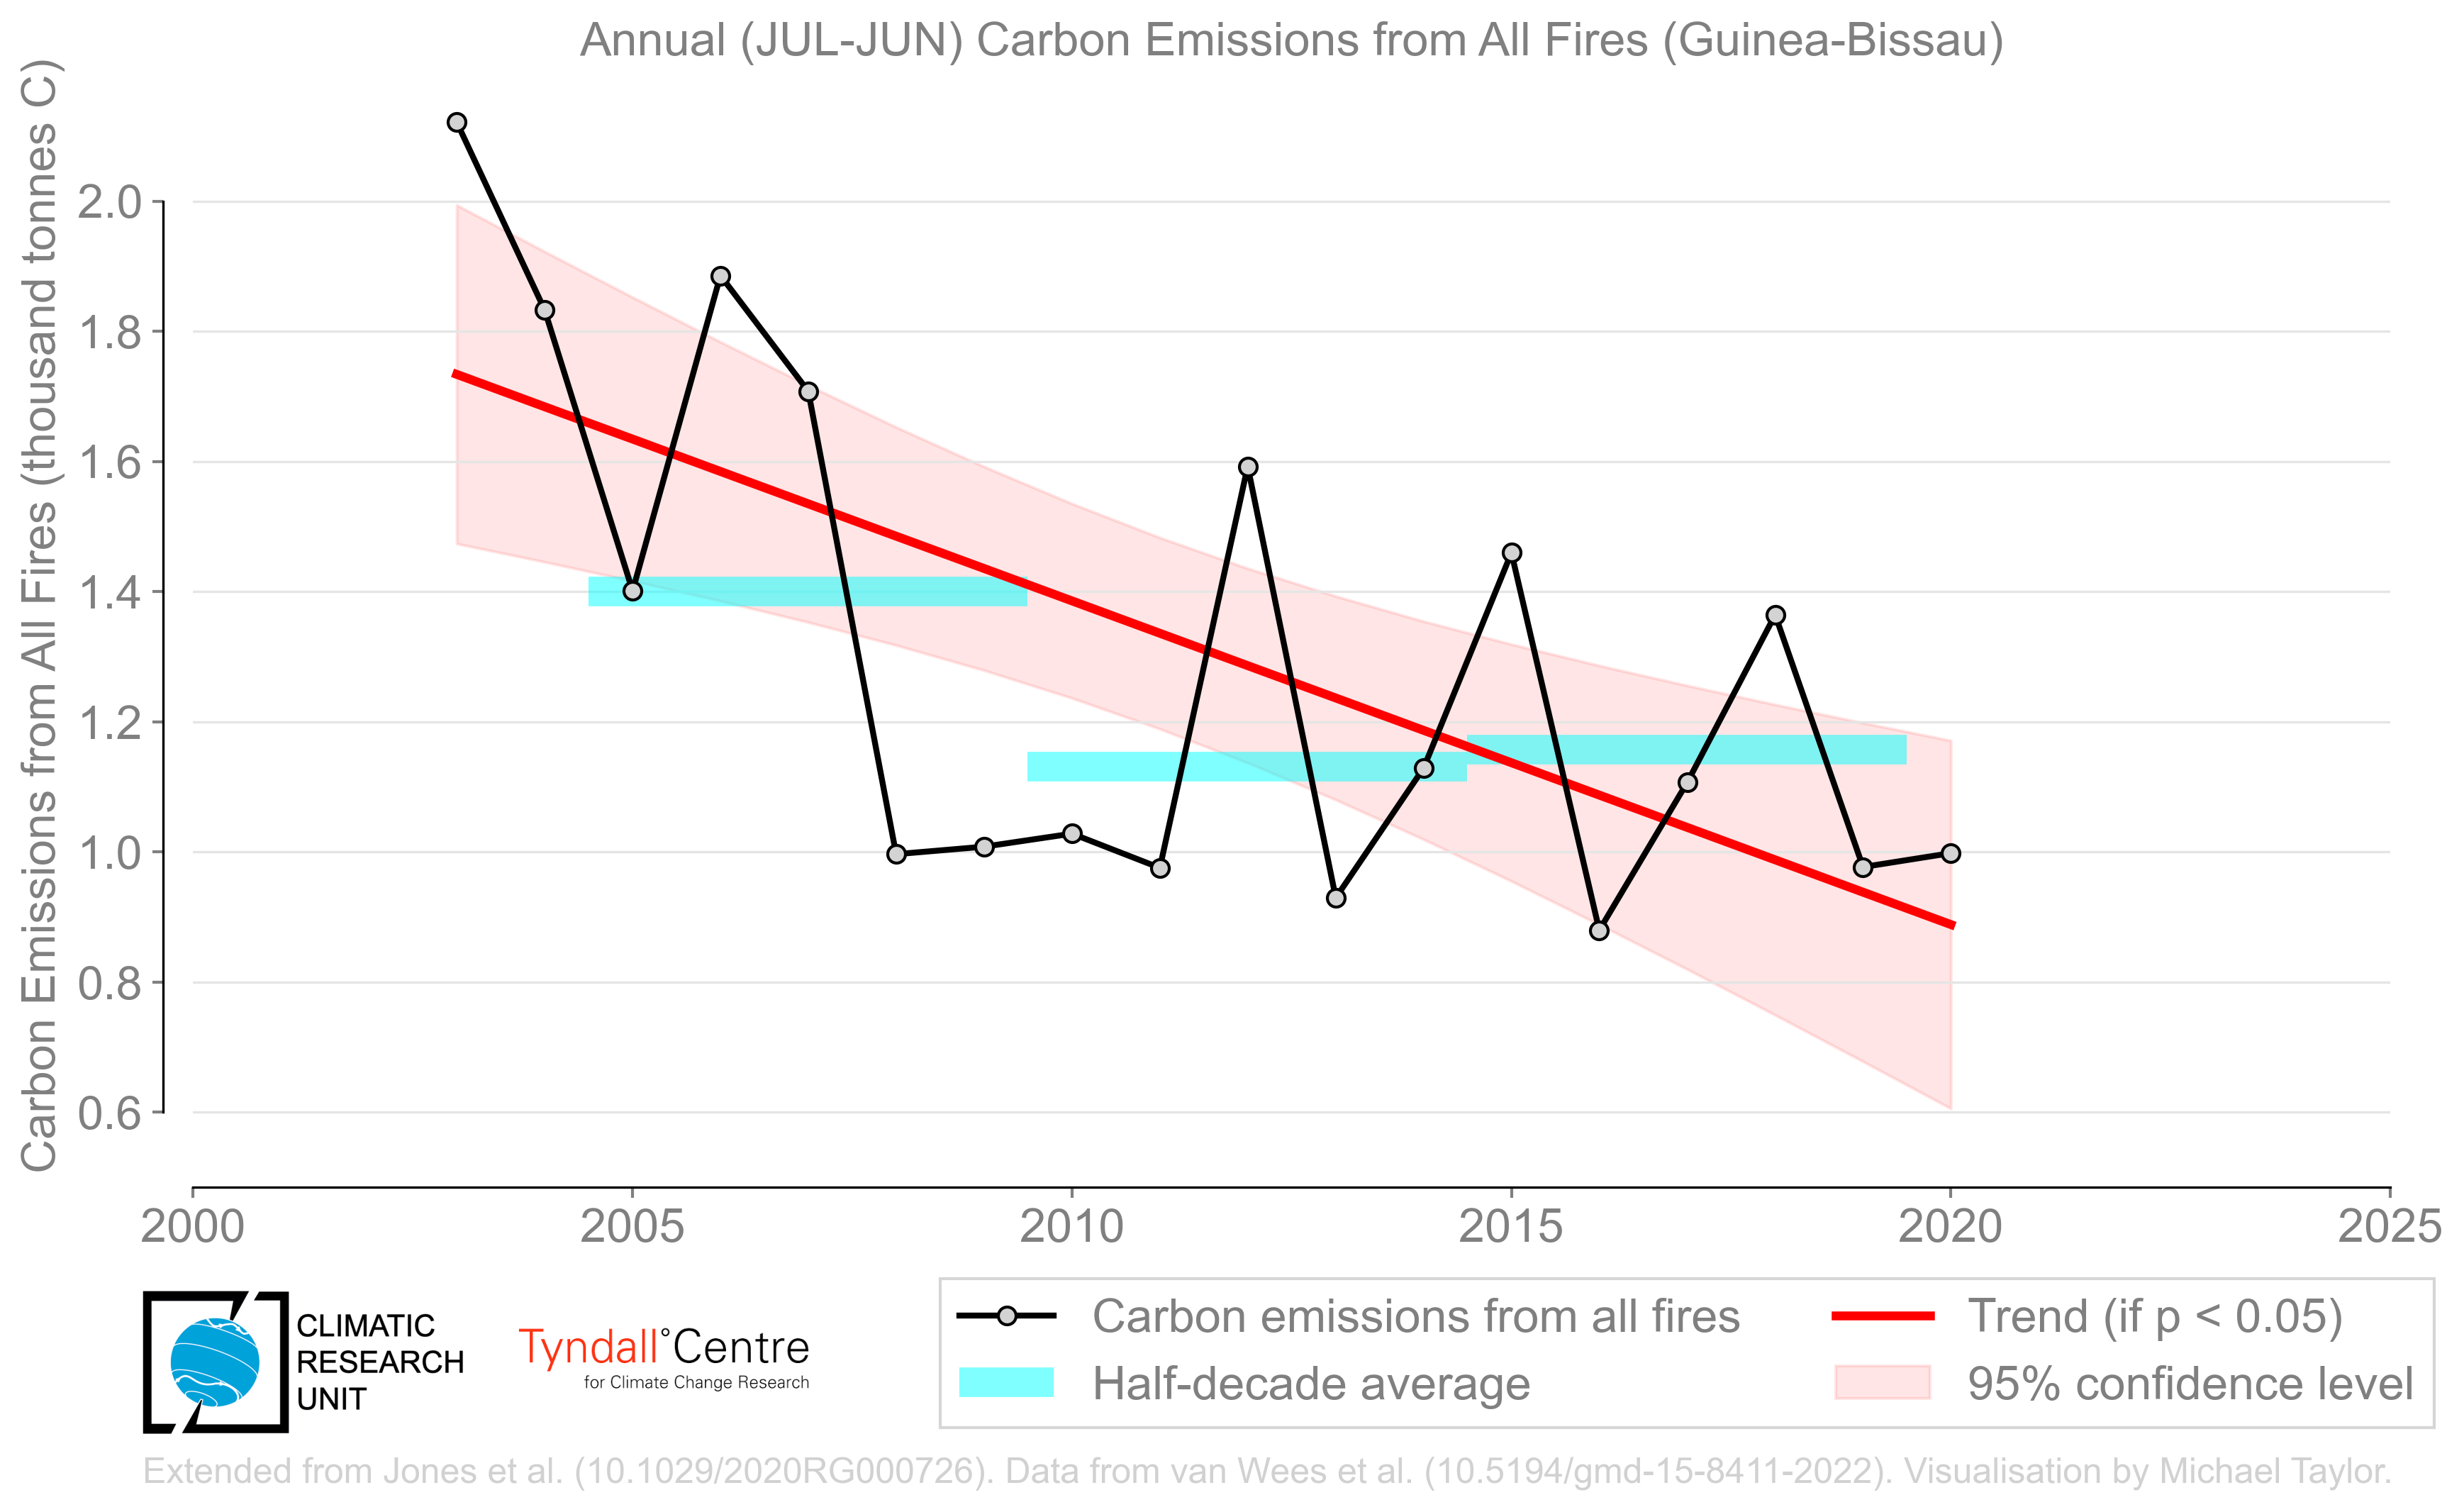 Annual (JUL-JUN) Carbon Emissions from All Fires (Guinea-Bissau)
Carbon Emissions from All Fires (thousand tonnes C)
2.0
1.8
1.6
1.4
1.2
1.0
0.8
0.6
2000 2005 2010 2015 2020 2025
Carbon emissions from all fires
Trend (if p < 0.05)
Half-decade average
95% confidence level
CLIMATIC
RESEARCH
UNIT
Tyndall°Centre
for Climate Change Research
Extended from Jones et al. (10.1029/2020RG000726). Data from van Wees et al. (10.5194/gmd-15-8411-2022). Visualisation by Michael Taylor.